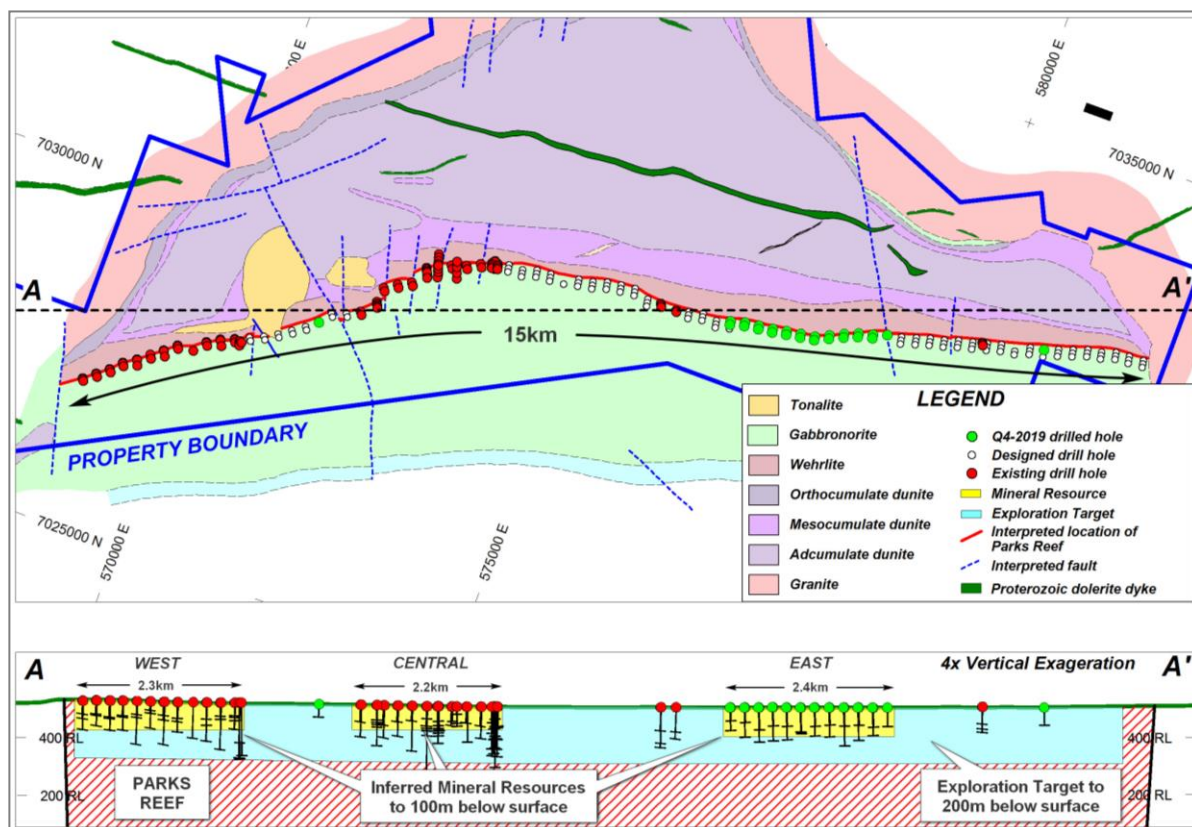 00 E
580000 E
7030000 N
7035000 N
A
A'
15km
PROPERTY BOUNDARY
7025000 N
570000 E
575000 E
LEGEND
Tonalite
Gabbronorite
Wehrlite
Orthocumulate dunite
Mesocumulate dunite
Adcumulate dunite
Granite
Q4-2019 drilled hole
Designed drill hole
Existing drill hole
Mineral Resource
Exploration Target
Interpreted location of
Parks Reef
Interpreted fault
Proterozoic dolerite dyke
A
WEST
CENTRAL
EAST
4x Vertical Exageration
A'
2.3km
2.2km
2.4km
400 RL
400 RL
200 RL
200 RL
PARKS
REEF
Inferred Mineral Resources
to 100m below surface
Exploration Target to
200m below surface